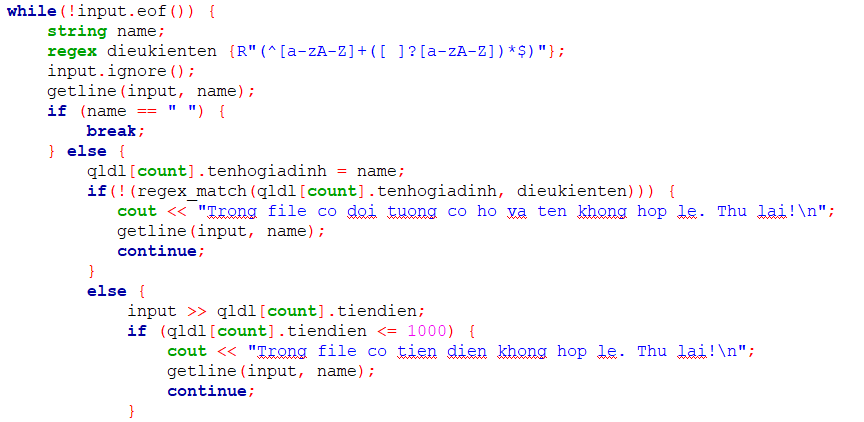 while(!input.eof()) {
string name;
regex dieukienten {R"(^[a-zA-Z]+([ ]?[a-zA-Z])*$)"};
input.ignore();
getline(input, name);
if (name == " ") {
break;
} else {
qldl[count].tenhogiadinh = name;
if(!(regex_match(qldl[count].tenhogiadinh, dieukienten))) {
cout << "Trong file co doi tuong co ho va ten khong hop le. Thu lai!\n";
getline(input, name);
continue;
}
else {
input >> qldl[count].tiendien;
if (qldl[count].tiendien <= 1000) {
cout << "Trong file co tien dien khong hop le. Thu lai!\n";
getline(input, name);
continue;
}